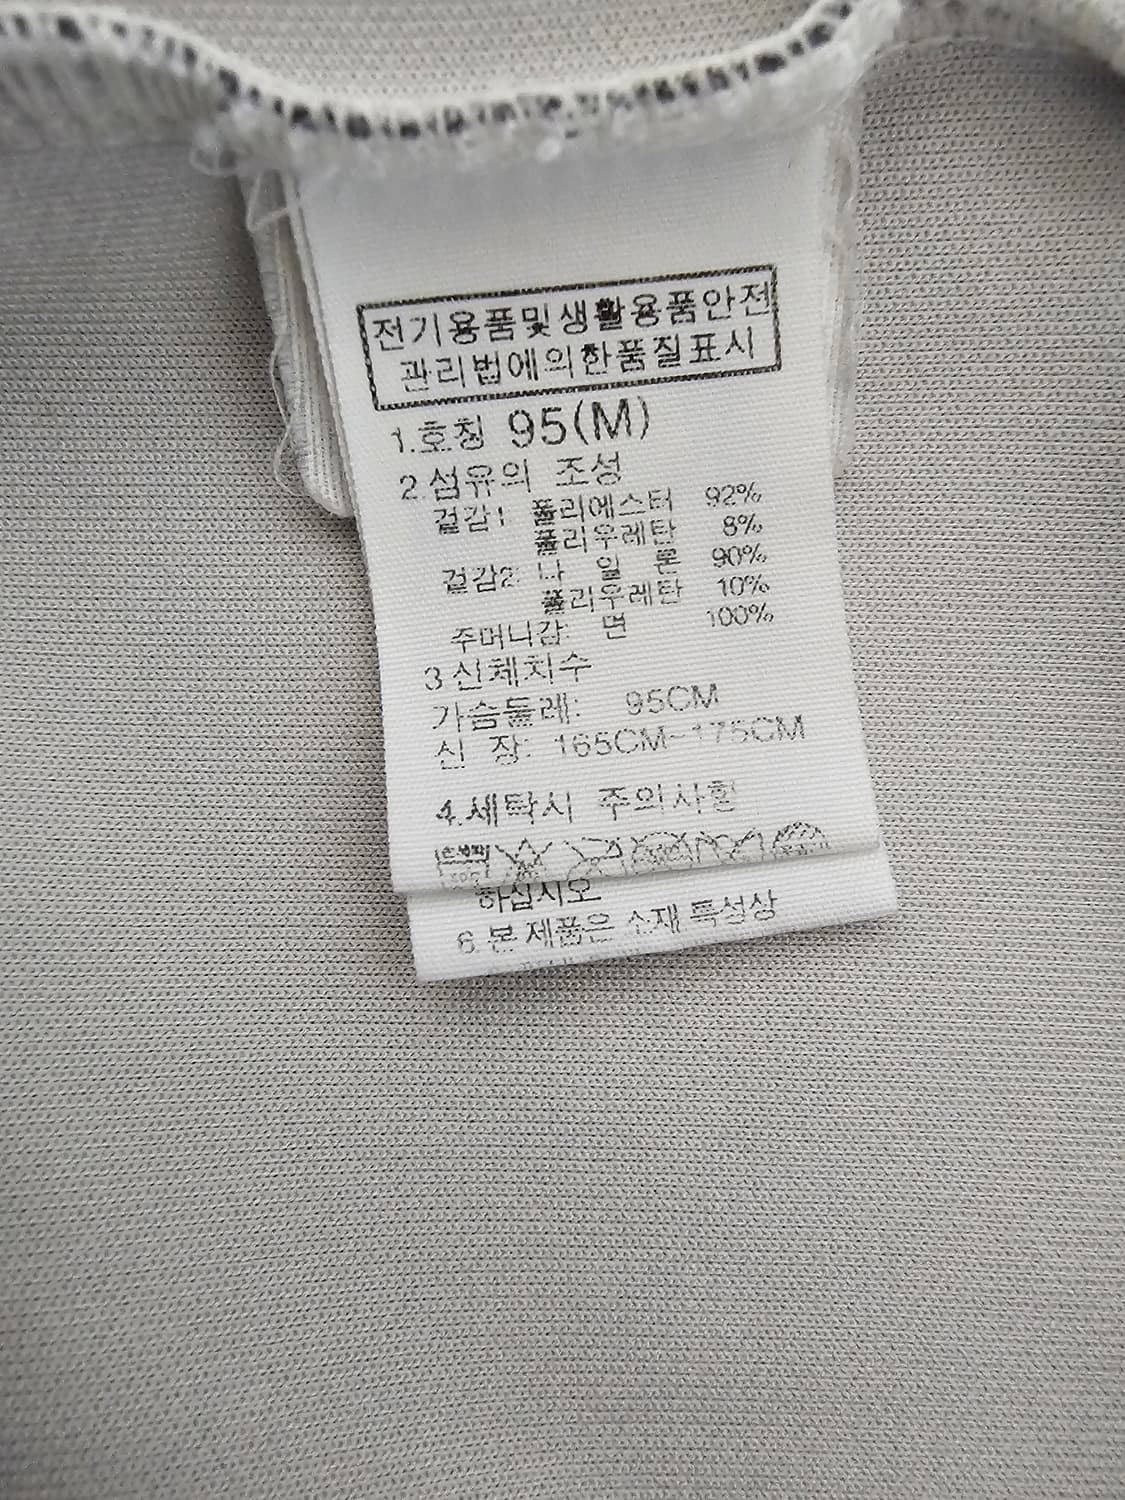 전기용품및생활용품안전
관리법에의한품질표시
1.호칭 95(M)
2.섬유의 조성
겉감1 폴리에스터 92%
폴리우레탄 8%
겉감2: 나 일 론 90%
폴리우레탄 10%
주머니감: 면 100%
3.신체치수
가슴둘레: 95CM
신 장: 165CM~175CM
4.세탁시 주의사항
손세탁
하십시오
6.본 제품은 소재 특성상